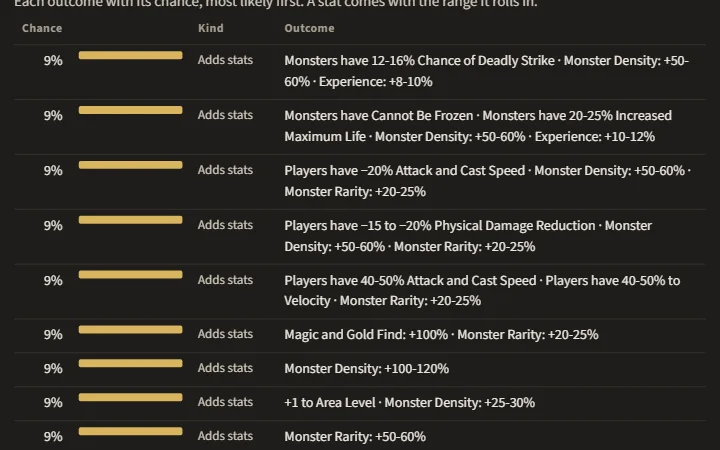 Each outcome with its chance, most likely first. A stat comes with the range it rolls in.
Chance Kind Outcome
9% Adds stats Monsters have 12-16% Chance of Deadly Strike · Monster Density: +50-
60% · Experience: +8-10%
9% Adds stats Monsters have Cannot Be Frozen · Monsters have 20-25% Increased
Maximum Life · Monster Density: +50-60% · Experience: +10-12%
9% Adds stats Players have −20% Attack and Cast Speed · Monster Density: +50-60% ·
Monster Rarity: +20-25%
9% Adds stats Players have −15 to −20% Physical Damage Reduction · Monster
Density: +50-60% · Monster Rarity: +20-25%
9% Adds stats Players have 40-50% Attack and Cast Speed · Players have 40-50% to
Velocity · Monster Rarity: +20-25%
9% Adds stats Magic and Gold Find: +100% · Monster Rarity: +20-25%
9% Adds stats Monster Density: +100-120%
9% Adds stats +1 to Area Level · Monster Density: +25-30%
9% Adds stats Monster Rarity: +50-60%